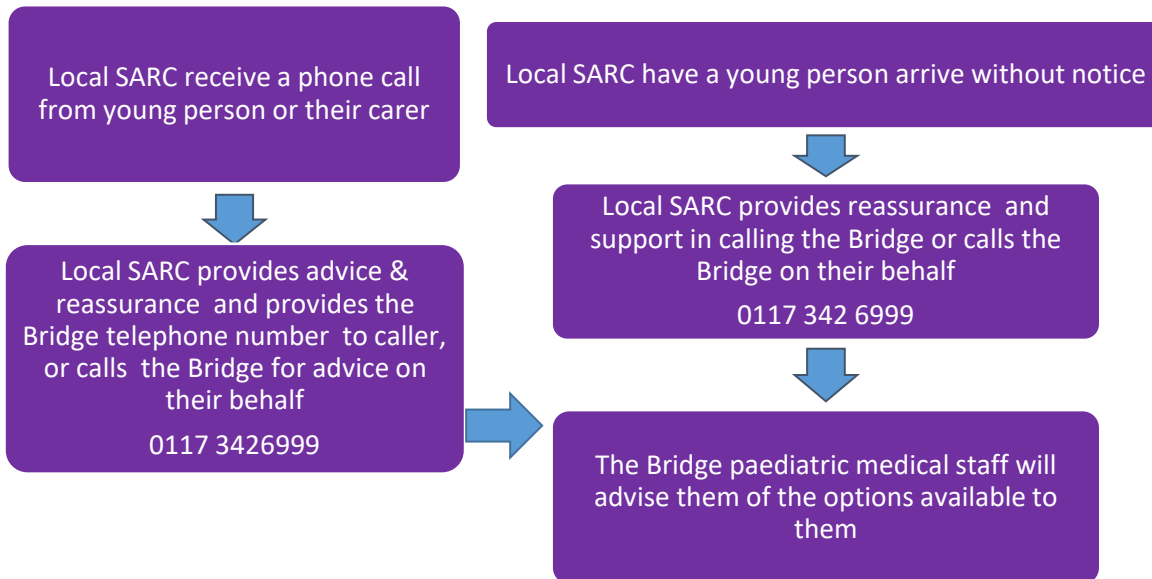 Local SARC receive a phone call
from young person or their carer
Local SARC provides advice &
reassurance and provides the
Bridge telephone number to caller,
or calls the Bridge for advice on
their behalf
0117 3426999
Local SARC have a young person arrive without notice
Local SARC provides reassurance and
support in calling the Bridge or calls the
Bridge on their behalf
0117 342 6999
The Bridge paediatric medical staff will
advise them of the options available to
them